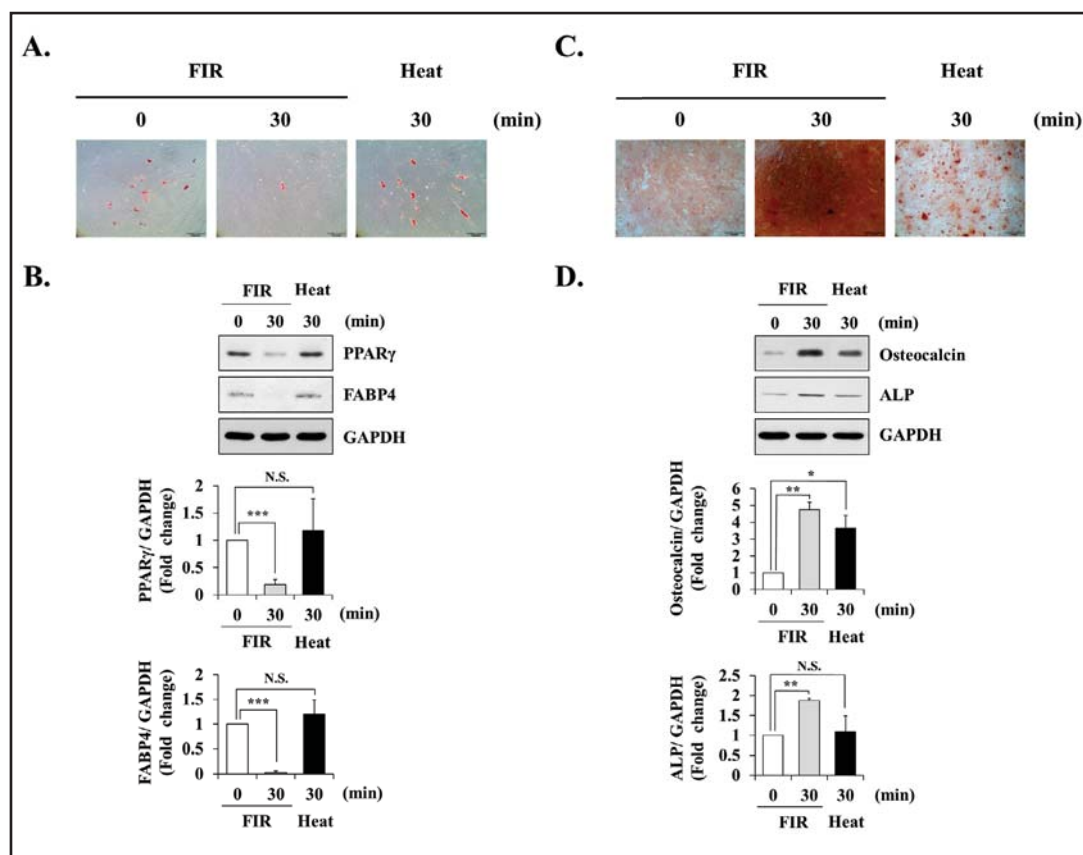 A.
FIR Heat
0 30 30 (min)
B.
FIR Heat
0 30 30 (min)
PPARγ
FABP4
GAPDH
PPARγ/ GAPDH
(Fold change)
2
1.5
1
0.5
0
N.S.
***
0 30 30 (min)
FIR Heat
FABP4/ GAPDH
(Fold change)
2
1.5
1
0.5
0
N.S.
***
0 30 30 (min)
FIR Heat
C.
FIR Heat
0 30 30 (min)
D.
FIR Heat
0 30 30 (min)
Osteocalcin
ALP
GAPDH
Osteocalcin/ GAPDH
(Fold change)
6
5
4
3
2
1
0
*
**
0 30 30 (min)
FIR Heat
ALP/ GAPDH
(Fold change)
2.5
2
1.5
1
0.5
0
N.S.
**
0 30 30 (min)
FIR Heat